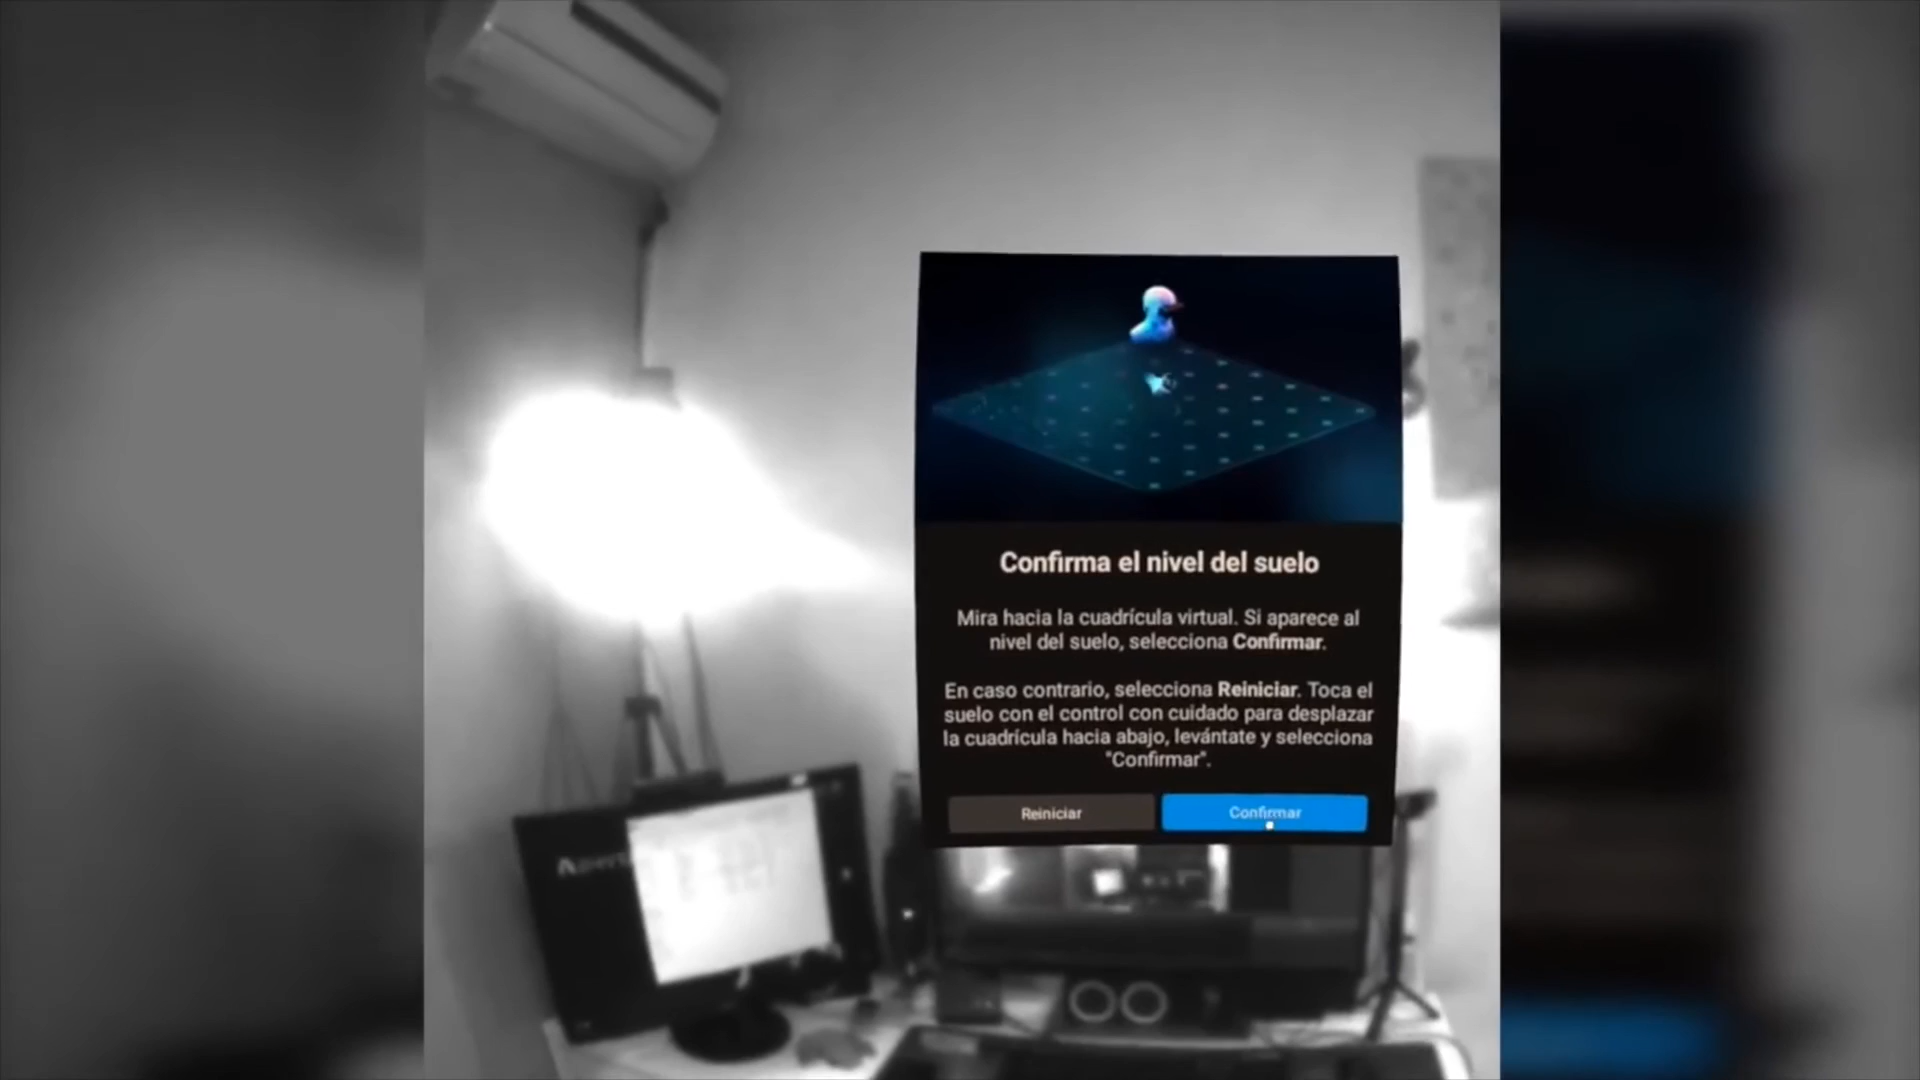 Confirma el nivel del suelo
Mira hacia la cuadrícula virtual. Si aparece al
nivel del suelo, selecciona Confirmar.
En caso contrario, selecciona Reiniciar. Toca el
suelo con el control con cuidado para desplazar
la cuadrícula hacia abajo, levántate y selecciona
"Confirmar".
Reiniciar
Confirmar